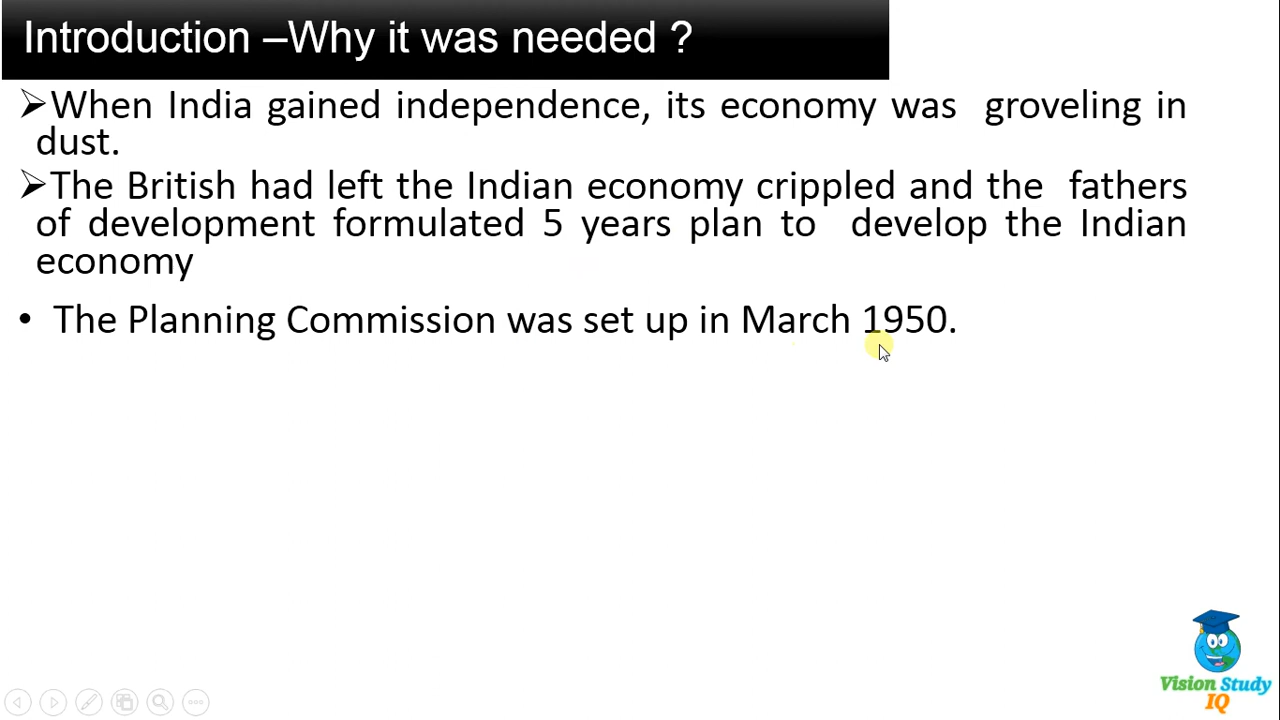 Introduction –Why it was needed ?
➢When India gained independence, its economy was groveling in
dust.
➢The British had left the Indian economy crippled and the fathers
of development formulated 5 years plan to develop the Indian
economy
• The Planning Commission was set up in March 1950.
Vision Study
IQ